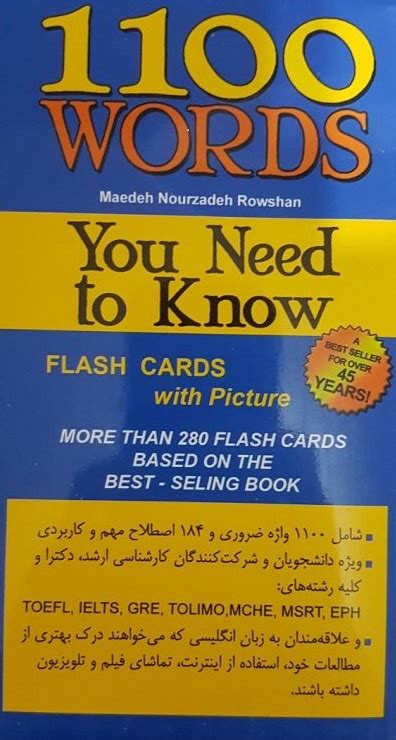 1100
WORDS
Maedeh Nourzadeh Rowshan
You Need
to Know
A
BEST SELLER
FOR OVER
45
YEARS!
FLASH CARDS
with Picture
MORE THAN 280 FLASH CARDS
BASED ON THE
BEST - SELING BOOK
شامل ۱۱۰۰ واژه ضروری و ۱۸۴ اصطلاح مهم و کاربردی
ویژه دانشجویان و شرکت‌کنندگان کارشناسی ارشد، دکترا و
کلیه رشته‌های:
TOEFL, IELTS, GRE, TOLIMO,MCHE, MSRT, EPH
و علاقه‌مندان به زبان انگلیسی که می‌خواهند درک بهتری از
مطالعات خود، استفاده از اینترنت، تماشای فیلم و تلویزیون
داشته باشند.